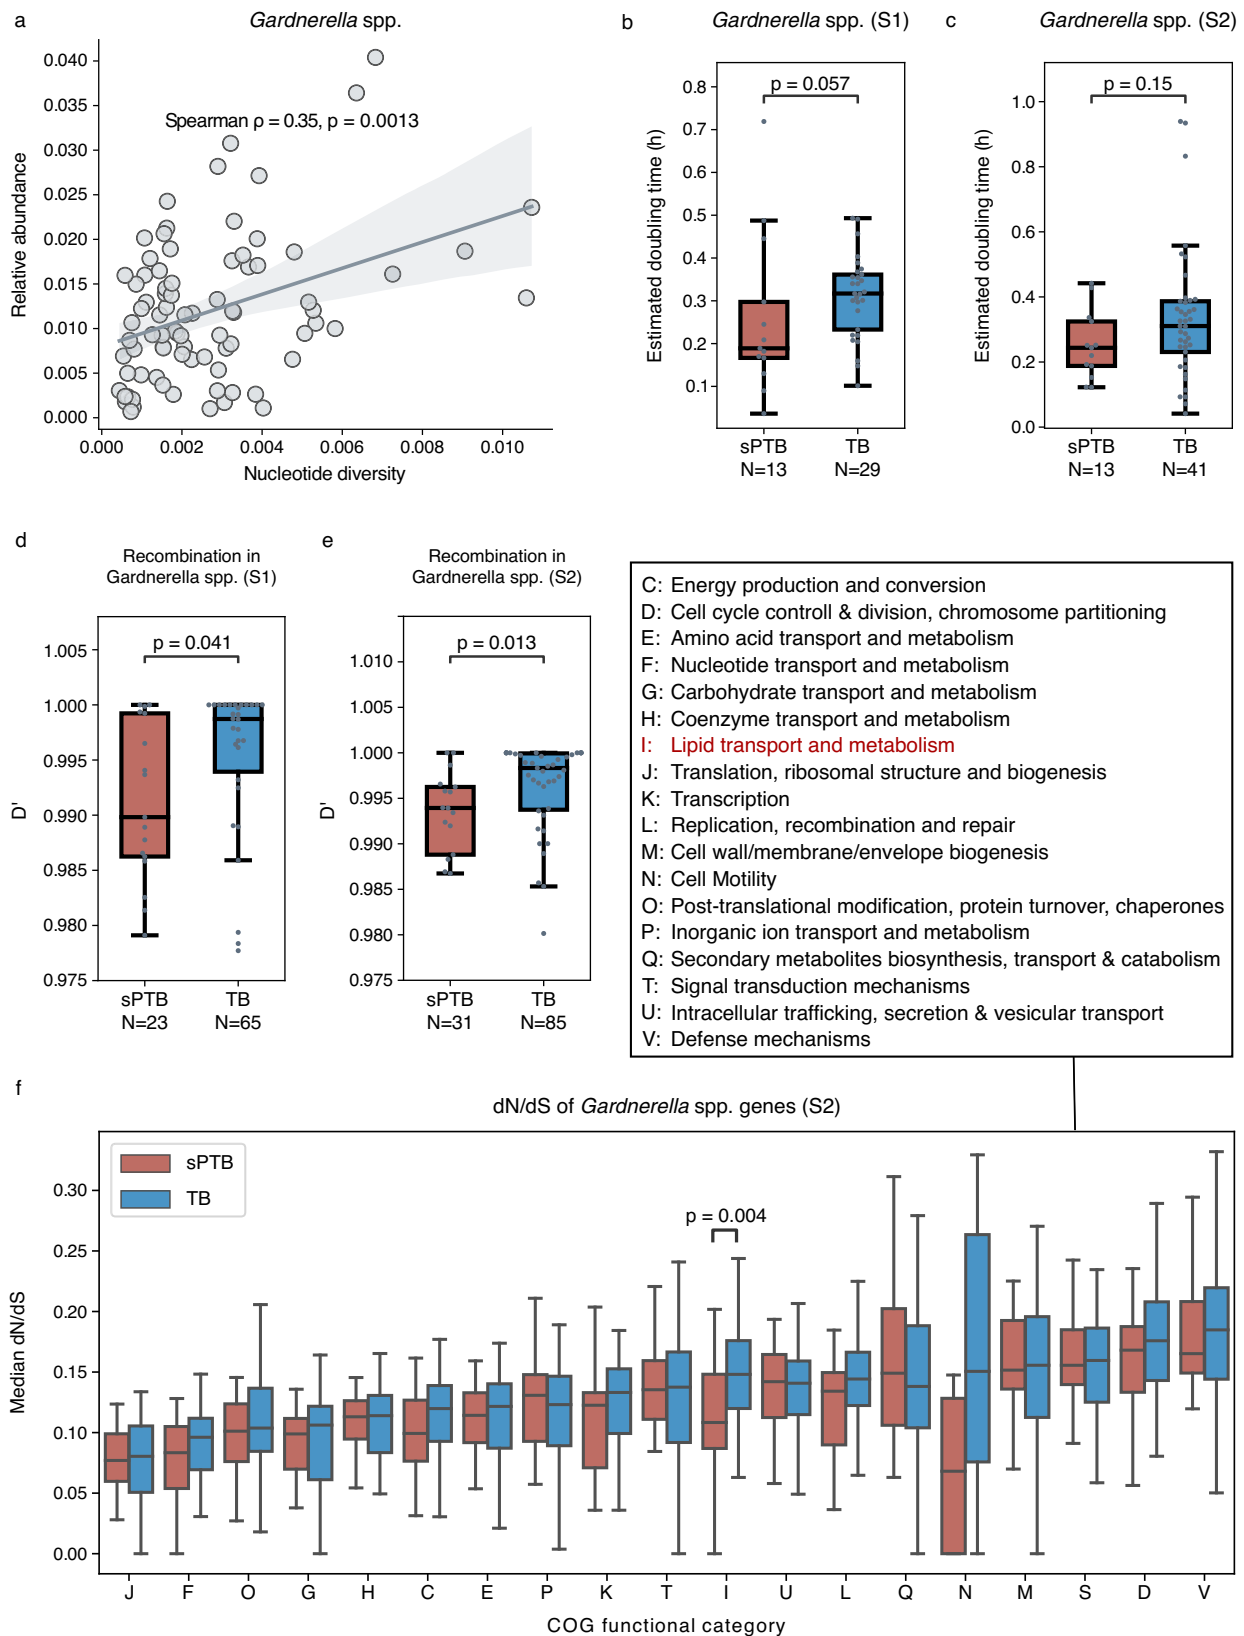 a
Gardnerella spp.
Spearman ρ = 0.35, p = 0.0013
0.040
0.035
0.030
0.025
0.020
0.015
0.010
0.005
0.000
Relative abundance
0.000 0.002 0.004 0.006 0.008 0.010
Nucleotide diversity
b
Gardnerella spp. (S1)
p = 0.057
0.8
0.7
0.6
0.5
0.4
0.3
0.2
0.1
Estimated doubling time (h)
sPTB TB
N=13 N=29
c
Gardnerella spp. (S2)
p = 0.15
1.0
0.8
0.6
0.4
0.2
0.0
Estimated doubling time (h)
sPTB TB
N=13 N=41
d
Recombination in
Gardnerella spp. (S1)
p = 0.041
1.005
1.000
0.995
0.990
0.985
0.980
0.975
D'
sPTB TB
N=23 N=65
e
Recombination in
Gardnerella spp. (S2)
p = 0.013
1.010
1.005
1.000
0.995
0.990
0.985
0.980
0.975
D'
sPTB TB
N=31 N=85
C: Energy production and conversion
D: Cell cycle controll & division, chromosome partitioning
E: Amino acid transport and metabolism
F: Nucleotide transport and metabolism
G: Carbohydrate transport and metabolism
H: Coenzyme transport and metabolism
I: Lipid transport and metabolism
J: Translation, ribosomal structure and biogenesis
K: Transcription
L: Replication, recombination and repair
M: Cell wall/membrane/envelope biogenesis
N: Cell Motility
O: Post-translational modification, protein turnover, chaperones
P: Inorganic ion transport and metabolism
Q: Secondary metabolites biosynthesis, transport & catabolism
T: Signal transduction mechanisms
U: Intracellular trafficking, secretion & vesicular transport
V: Defense mechanisms
f
dN/dS of Gardnerella spp. genes (S2)
sPTB
TB
p = 0.004
0.30
0.25
0.20
0.15
0.10
0.05
0.00
Median dN/dS
J F O G H C E P K T I U L Q N M S D V
COG functional category